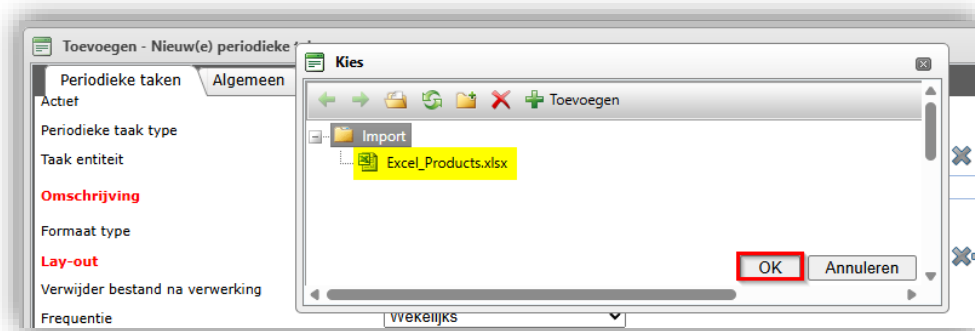 Toevoegen - Nieuw(e) periodieke
Kies
Periodieke taken
Algemeen
Toevoegen
Actief
Import
Periodieke taak type
Taak entiteit
Excel_Products.xlsx
Omschrijving
Formaat type
Lay-out
OK
Annuleren
Verwijder bestand na verwerking
Frequentie
Wekelijks